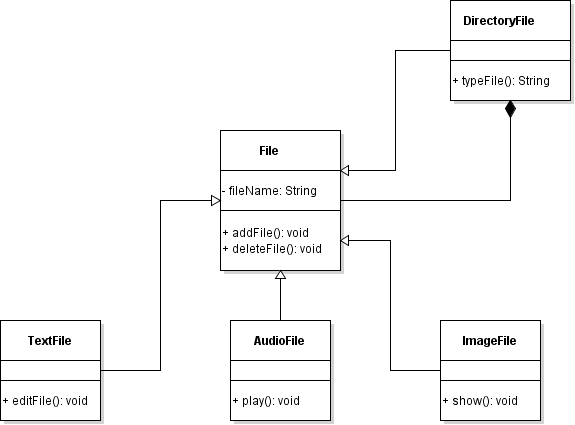 DirectoryFile
+ typeFile(): String
File
- fileName: String
+ addFile(): void
+ deleteFile(): void
TextFile
+ editFile(): void
AudioFile
+ play(): void
ImageFile
+ show(): void